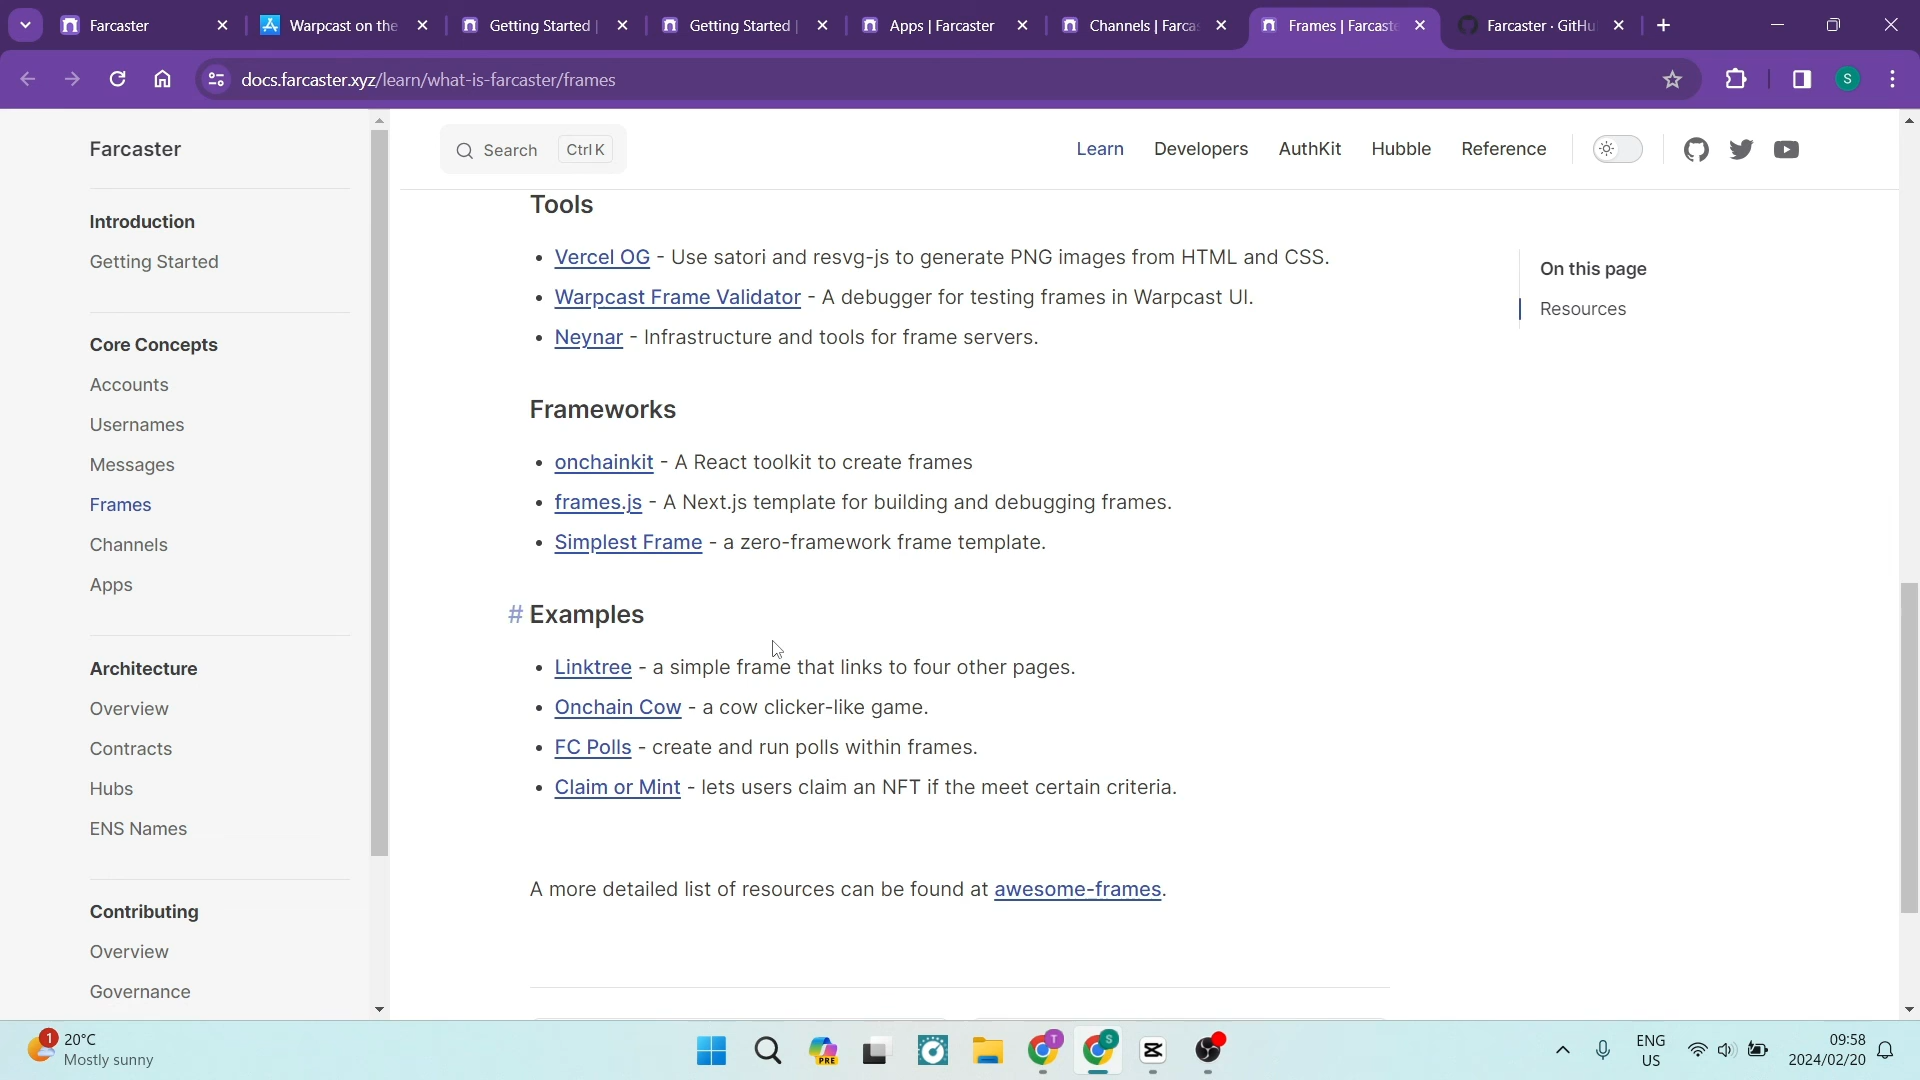 Farcaster
Warpcast on the
Getting Started |
Getting Started |
Apps | Farcaster
Channels | Farca
Frames | Farcast
Farcaster · GitHu
docs.farcaster.xyz/learn/what-is-farcaster/frames
S
Farcaster
Search Ctrl K
Learn
Developers
AuthKit
Hubble
Reference
Introduction
Getting Started
Core Concepts
Accounts
Usernames
Messages
Frames
Channels
Apps
Architecture
Overview
Contracts
Hubs
ENS Names
Contributing
Overview
Governance
Tools
• Vercel OG - Use satori and resvg-js to generate PNG images from HTML and CSS.
• Warpcast Frame Validator - A debugger for testing frames in Warpcast UI.
• Neynar - Infrastructure and tools for frame servers.
Frameworks
• onchainkit - A React toolkit to create frames
• frames.js - A Next.js template for building and debugging frames.
• Simplest Frame - a zero-framework frame template.
# Examples
• Linktree - a simple frame that links to four other pages.
• Onchain Cow - a cow clicker-like game.
• FC Polls - create and run polls within frames.
• Claim or Mint - lets users claim an NFT if the meet certain criteria.
A more detailed list of resources can be found at awesome-frames.
On this page
Resources
1
20°C
Mostly sunny
PRE
T
S
ENG
US
09:58
2024/02/20